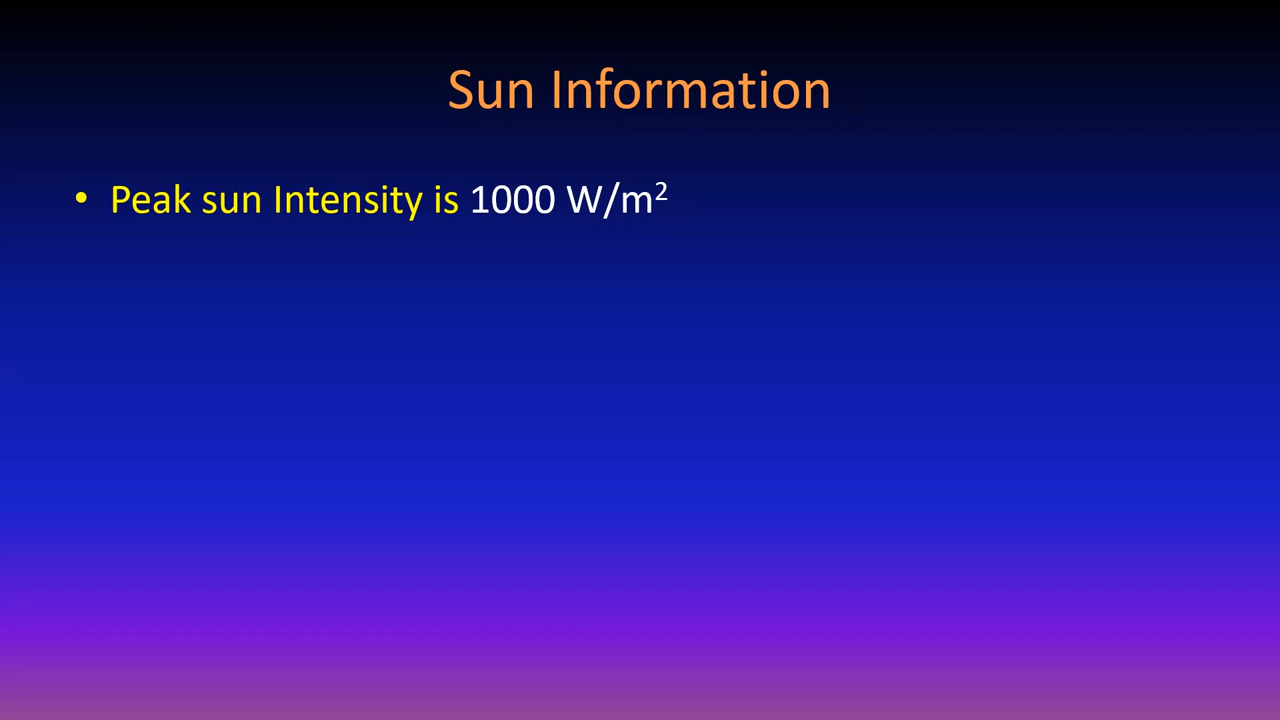 Sun Information
• Peak sun Intensity is 1000 W/m²